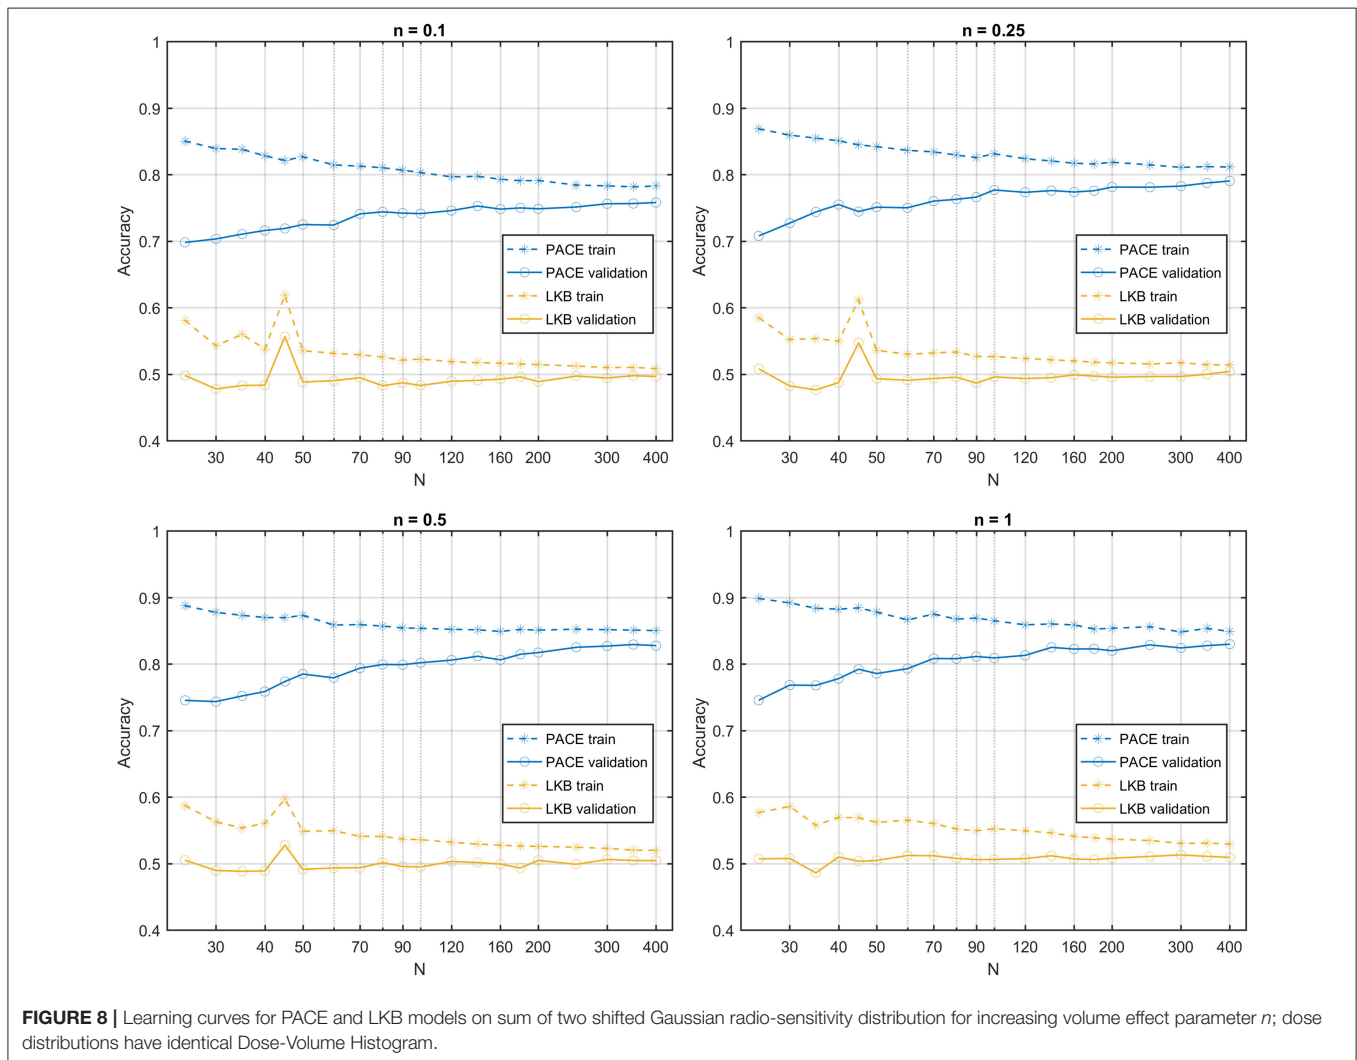 n = 0.1
1
0.9
0.8
0.7
0.6
0.5
0.4
Accuracy
PACE train
PACE validation
LKB train
LKB validation
30 40 50 70 90 120 160 200 300 400
N
n = 0.25
1
0.9
0.8
0.7
0.6
0.5
0.4
Accuracy
PACE train
PACE validation
LKB train
LKB validation
30 40 50 70 90 120 160 200 300 400
N
n = 0.5
1
0.9
0.8
0.7
0.6
0.5
0.4
Accuracy
PACE train
PACE validation
LKB train
LKB validation
30 40 50 70 90 120 160 200 300 400
N
n = 1
1
0.9
0.8
0.7
0.6
0.5
0.4
Accuracy
PACE train
PACE validation
LKB train
LKB validation
30 40 50 70 90 120 160 200 300 400
N
FIGURE 8 | Learning curves for PACE and LKB models on sum of two shifted Gaussian radio-sensitivity distribution for increasing volume effect parameter n; dose
distributions have identical Dose-Volume Histogram.